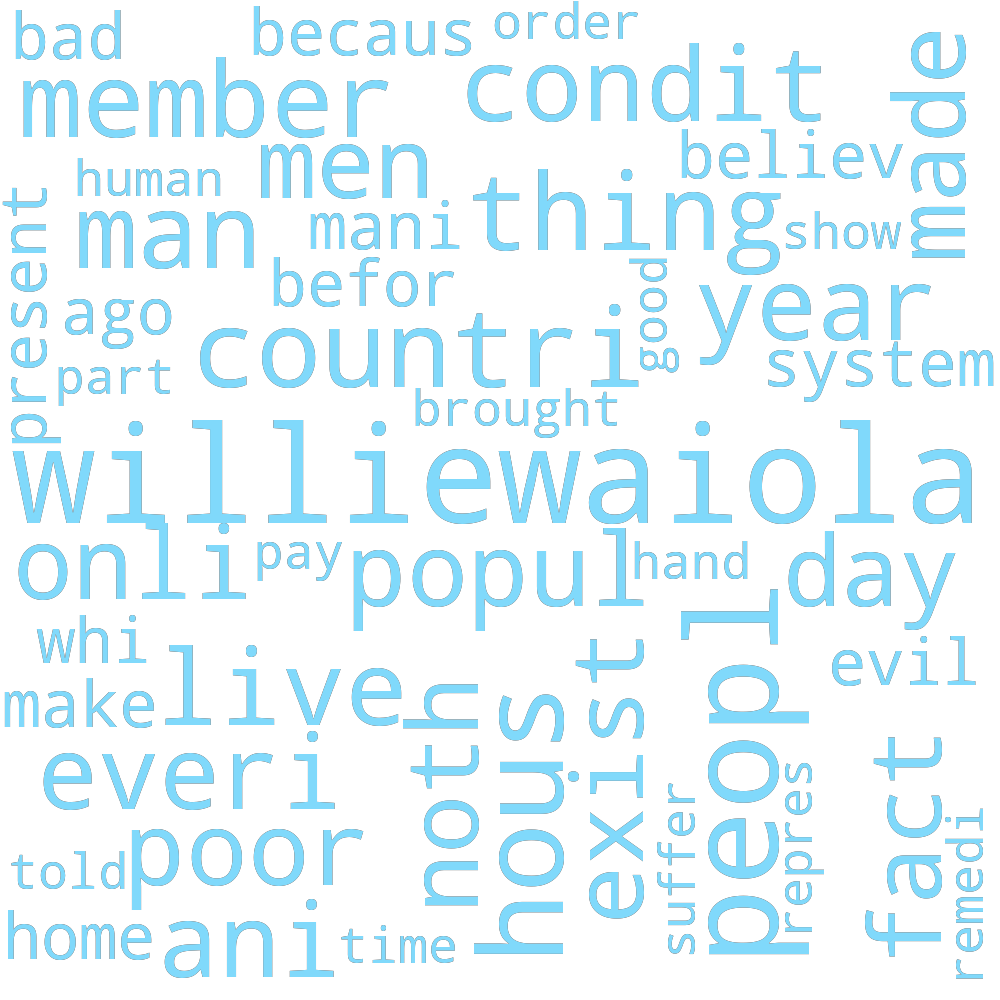 bad
becaus
order
member
condit
made
men
believ
human
thing
present
man
mani
show
befor
good
year
ago
countri
system
part
brought
williewaiola
onli
pay
popul
hand
day
whi
live
exist
peopl
evil
make
noth
hous
everi
fact
suffer
repres
remedi
told
poor
home
ani
time